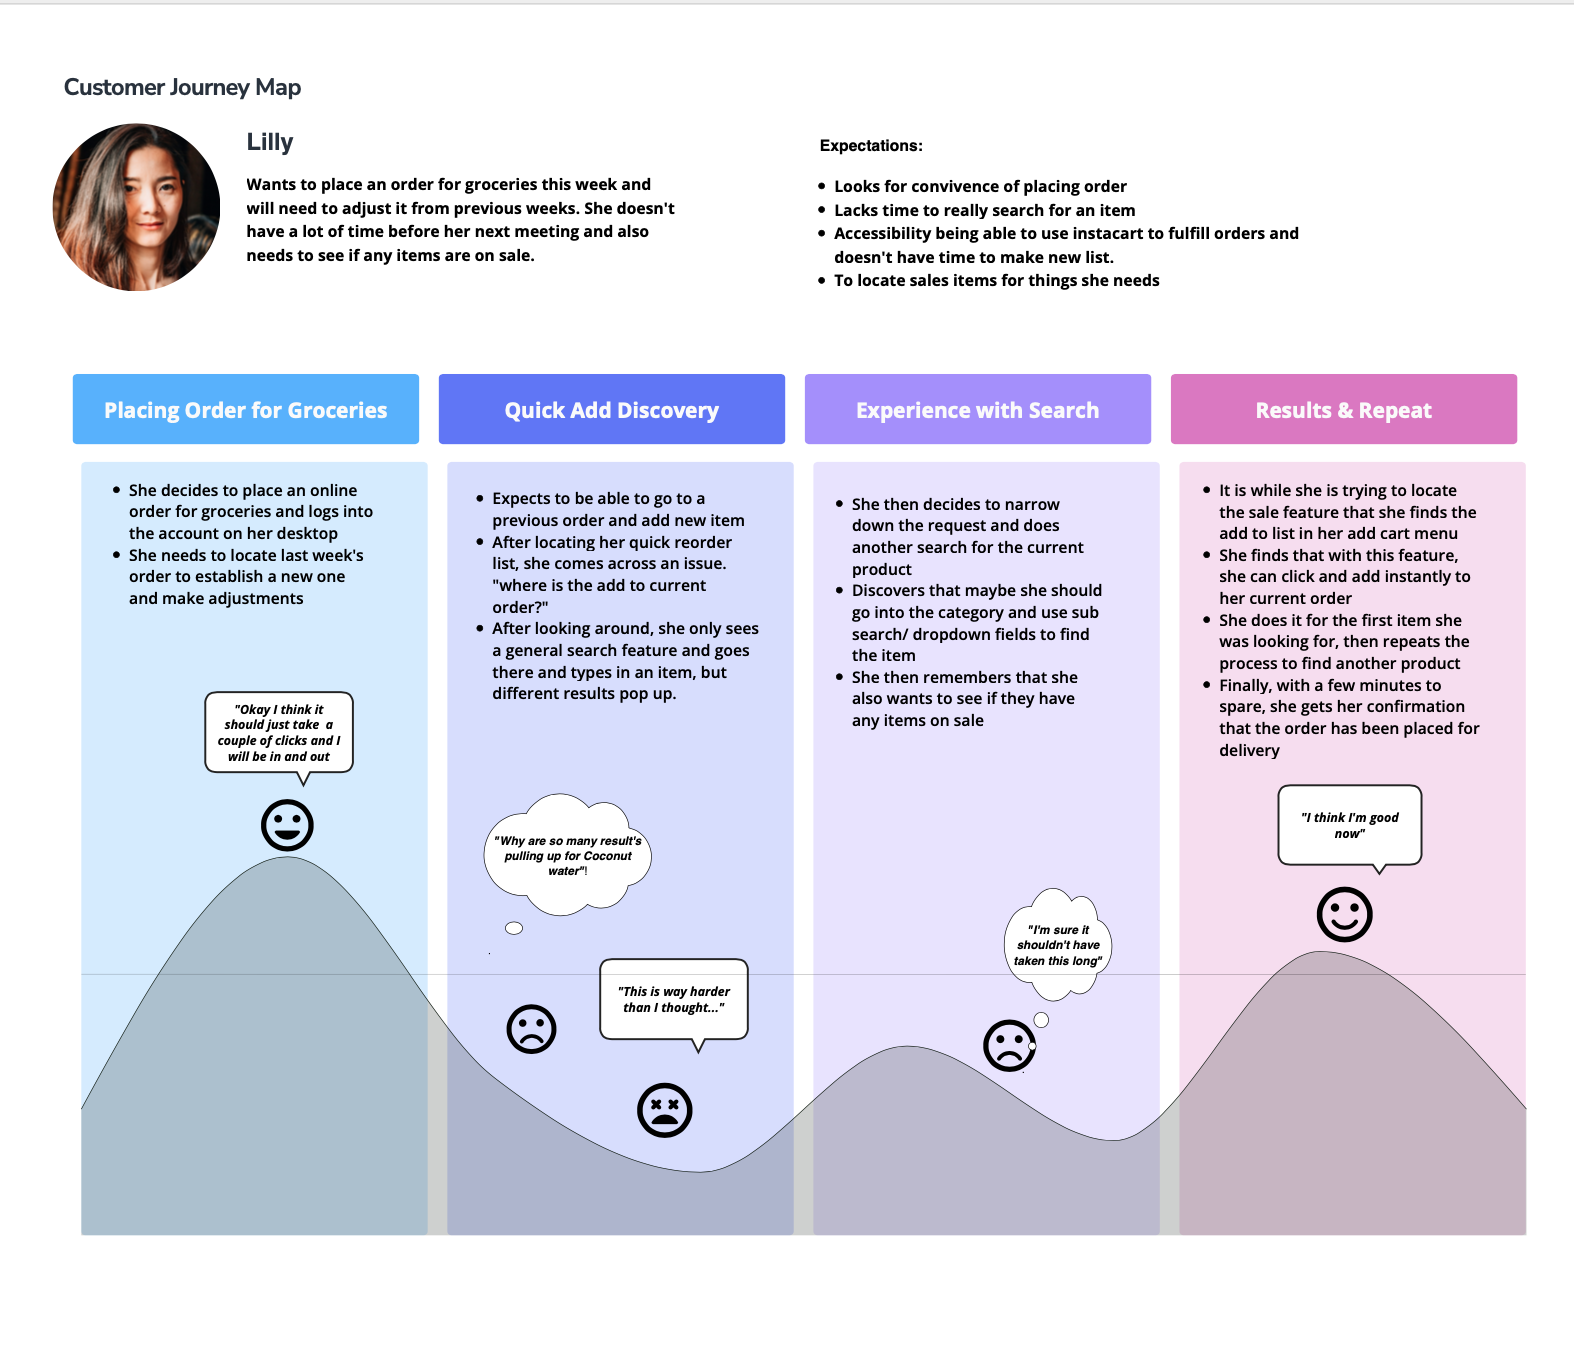 Customer Journey Map
Lilly
Wants to place an order for groceries this week and
will need to adjust it from previous weeks. She doesn't
have a lot of time before her next meeting and also
needs to see if any items are on sale.
Expectations:
• Looks for convivence of placing order
• Lacks time to really search for an item
• Accessibility being able to use instacart to fulfill orders and
doesn't have time to make new list.
• To locate sales items for things she needs
Placing Order for Groceries
• She decides to place an online
order for groceries and logs into
the account on her desktop
• She needs to locate last week's
order to establish a new one
and make adjustments
"Okay I think it
should just take a
couple of clicks and I
will be in and out
Quick Add Discovery
• Expects to be able to go to a
previous order and add new item
• After locating her quick reorder
list, she comes across an issue.
"where is the add to current
order?"
• After looking around, she only sees
a general search feature and goes
there and types in an item, but
different results pop up.
"Why are so many result's
pulling up for Coconut
water"!
"This is way harder
than I thought..."
Experience with Search
• She then decides to narrow
down the request and does
another search for the current
product
• Discovers that maybe she should
go into the category and use sub
search/ dropdown fields to find
the item
• She then remembers that she
also wants to see if they have
any items on sale
"I'm sure it
shouldn't have
taken this long"
Results & Repeat
• It is while she is trying to locate
the sale feature that she finds the
add to list in her add cart menu
• She finds that with this feature,
she can click and add instantly to
her current order
• She does it for the first item she
was looking for, then repeats the
process to find another product
• Finally, with a few minutes to
spare, she gets her confirmation
that the order has been placed for
delivery
"I think I'm good
now"